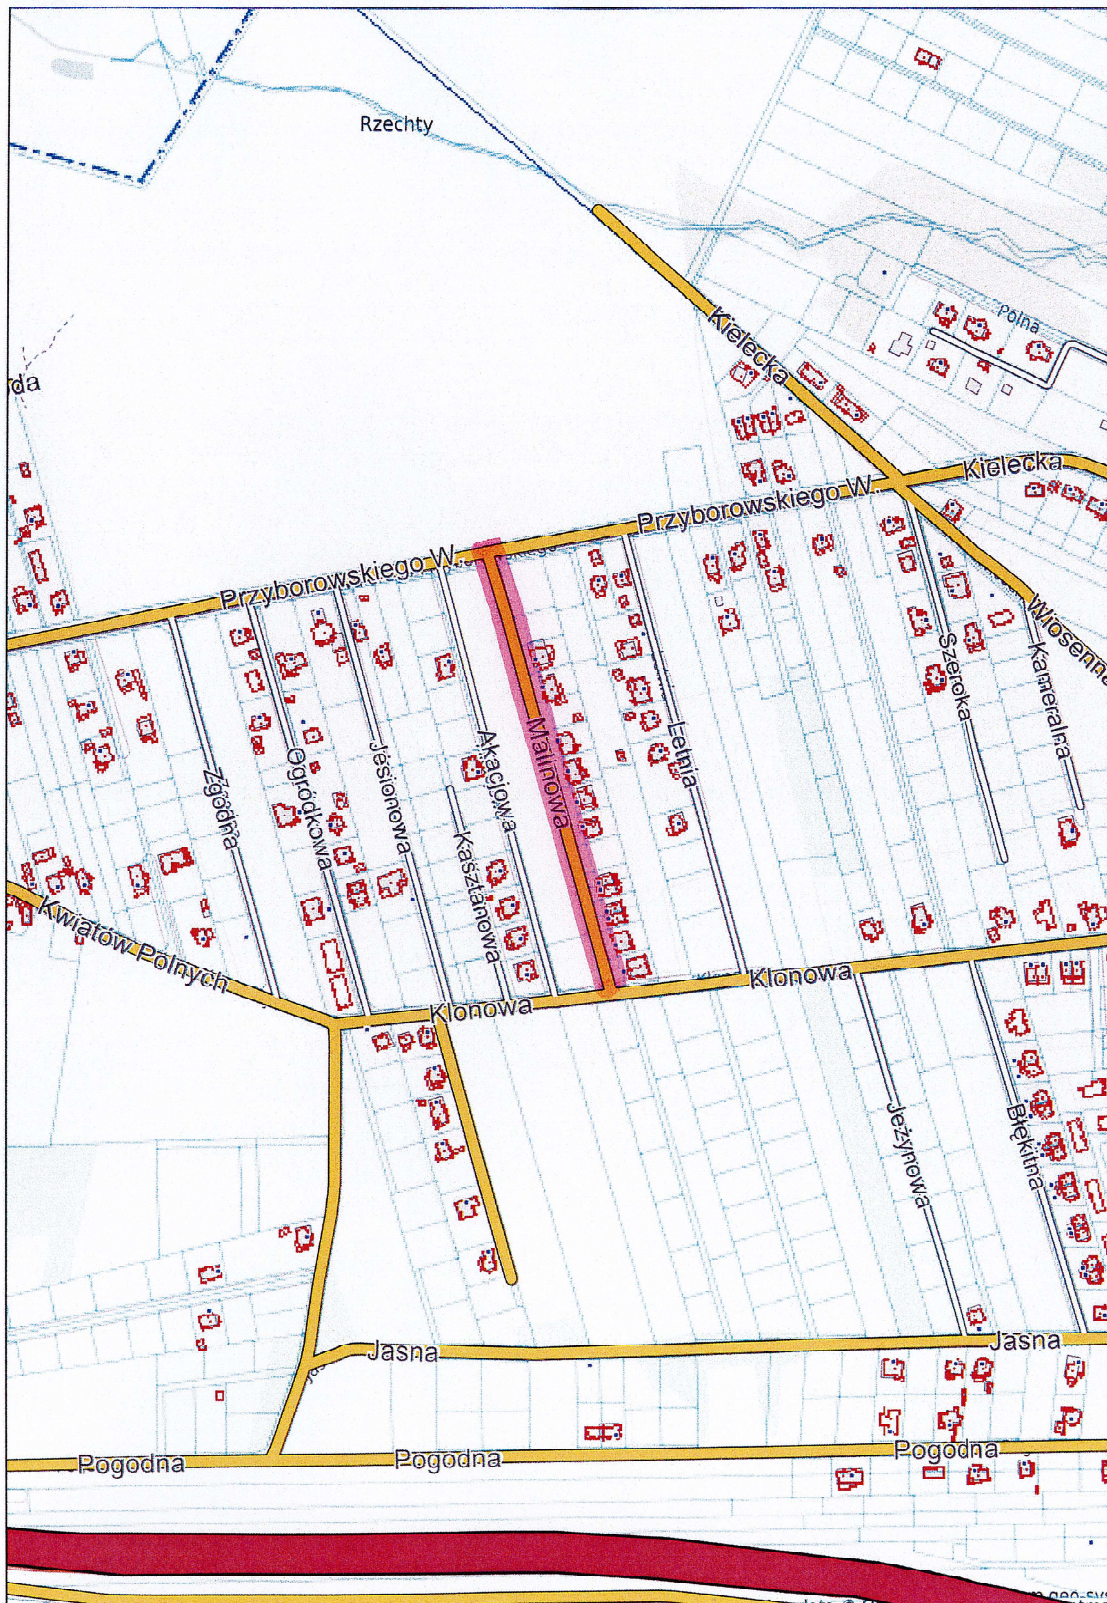 Rzechty
Polna
Kielecka
oda
Kielecka
Przyborowskiego W.
Przyborowskiego W.
Wiosenna
Kameralna
Szeroka
Letnia
Malinowa
Akacjowa
Jesionowa
Ogródkowa
Zgodna
Kasztanowa
Kwiatów Polnych
Klonowa
Klonowa
Jeżynowa
Błękitna
Jasna
Jasna
Pogodna
Pogodna
Pogodna